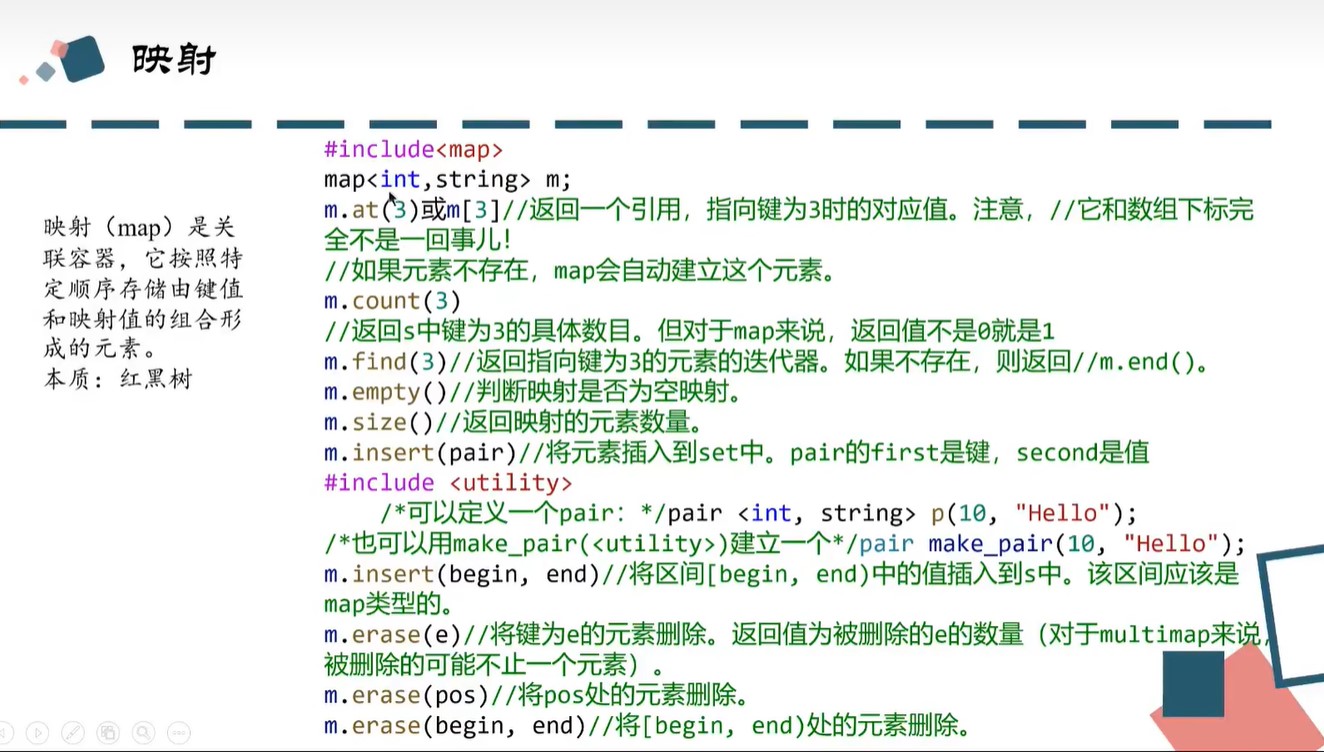 映射
#include<map>
map<int,string> m;
m.at(3)或m[3]//返回一个引用，指向键为3时的对应值。注意，//它和数组下标完
全不是一回事儿！
//如果元素不存在，map会自动建立这个元素。
m.count(3)
//返回s中键为3的具体数目。但对于map来说，返回值不是0就是1
m.find(3)//返回指向键为3的元素的迭代器。如果不存在，则返回//m.end()。
m.empty()//判断映射是否为空映射。
m.size()//返回映射的元素数量。
m.insert(pair)//将元素插入到set中。pair的first是键，second是值
#include <utility>
/*可以定义一个pair：*/pair <int, string> p(10, "Hello");
/*也可以用make_pair(<utility>)建立一个*/pair make_pair(10, "Hello");
m.insert(begin, end)//将区间[begin, end)中的值插入到s中。该区间应该是
map类型的。
m.erase(e)//将键为e的元素删除。返回值为被删除的e的数量（对于multimap来说，
被删除的可能不止一个元素）。
m.erase(pos)//将pos处的元素删除。
m.erase(begin, end)//将[begin, end)处的元素删除。
映射（map）是关
联容器，它按照特
定顺序存储由键值
和映射值的组合形
成的元素。
本质：红黑树